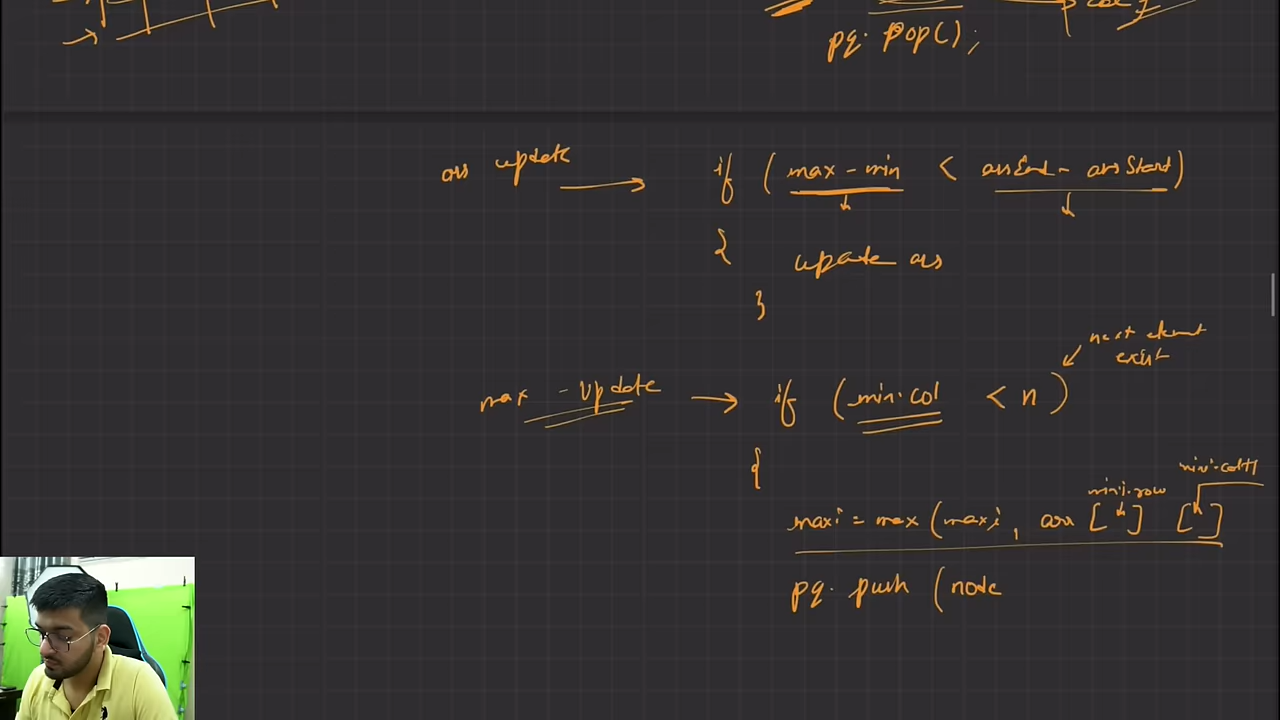 pq. pop();
ans update → if (max - min < ansEnd - ansStart)
{ update ans
}
next element
exist
max - update → if (min.col < n)
{
mini.row mini.col+1
maxi = max (maxi, arr [ ] [ ]
pq. push (node